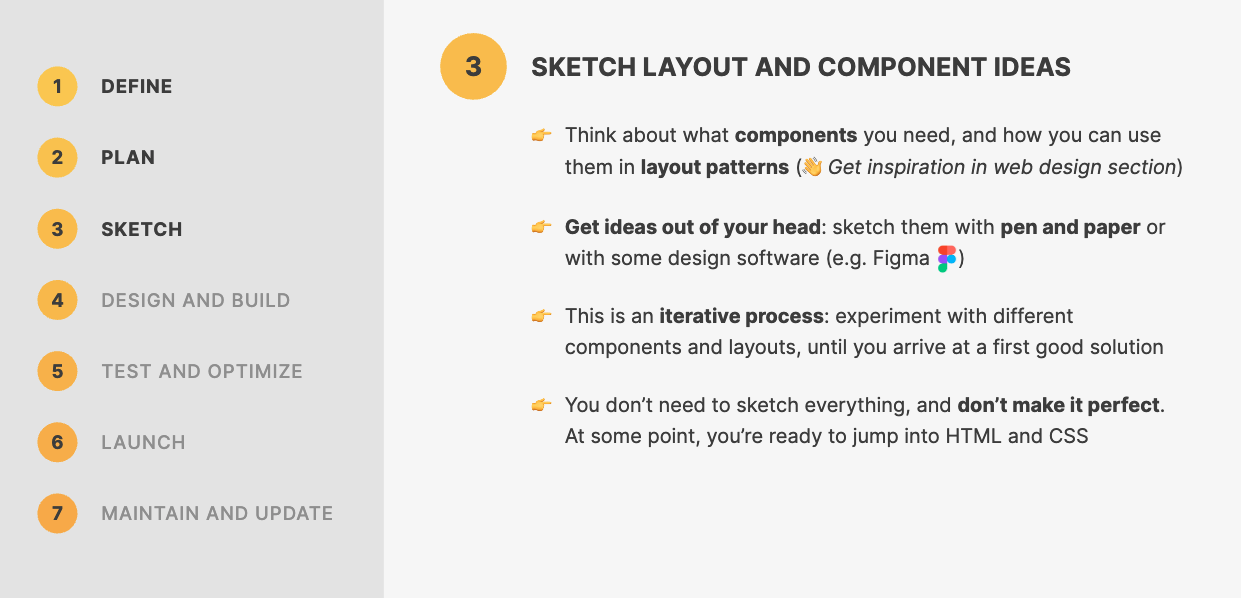 1 DEFINE
2 PLAN
3 SKETCH
4 DESIGN AND BUILD
5 TEST AND OPTIMIZE
6 LAUNCH
7 MAINTAIN AND UPDATE
3 SKETCH LAYOUT AND COMPONENT IDEAS
👉 Think about what components you need, and how you can use
them in layout patterns (👋 Get inspiration in web design section)
👉 Get ideas out of your head: sketch them with pen and paper or
with some design software (e.g. Figma )
👉 This is an iterative process: experiment with different
components and layouts, until you arrive at a first good solution
👉 You don’t need to sketch everything, and don’t make it perfect.
At some point, you’re ready to jump into HTML and CSS